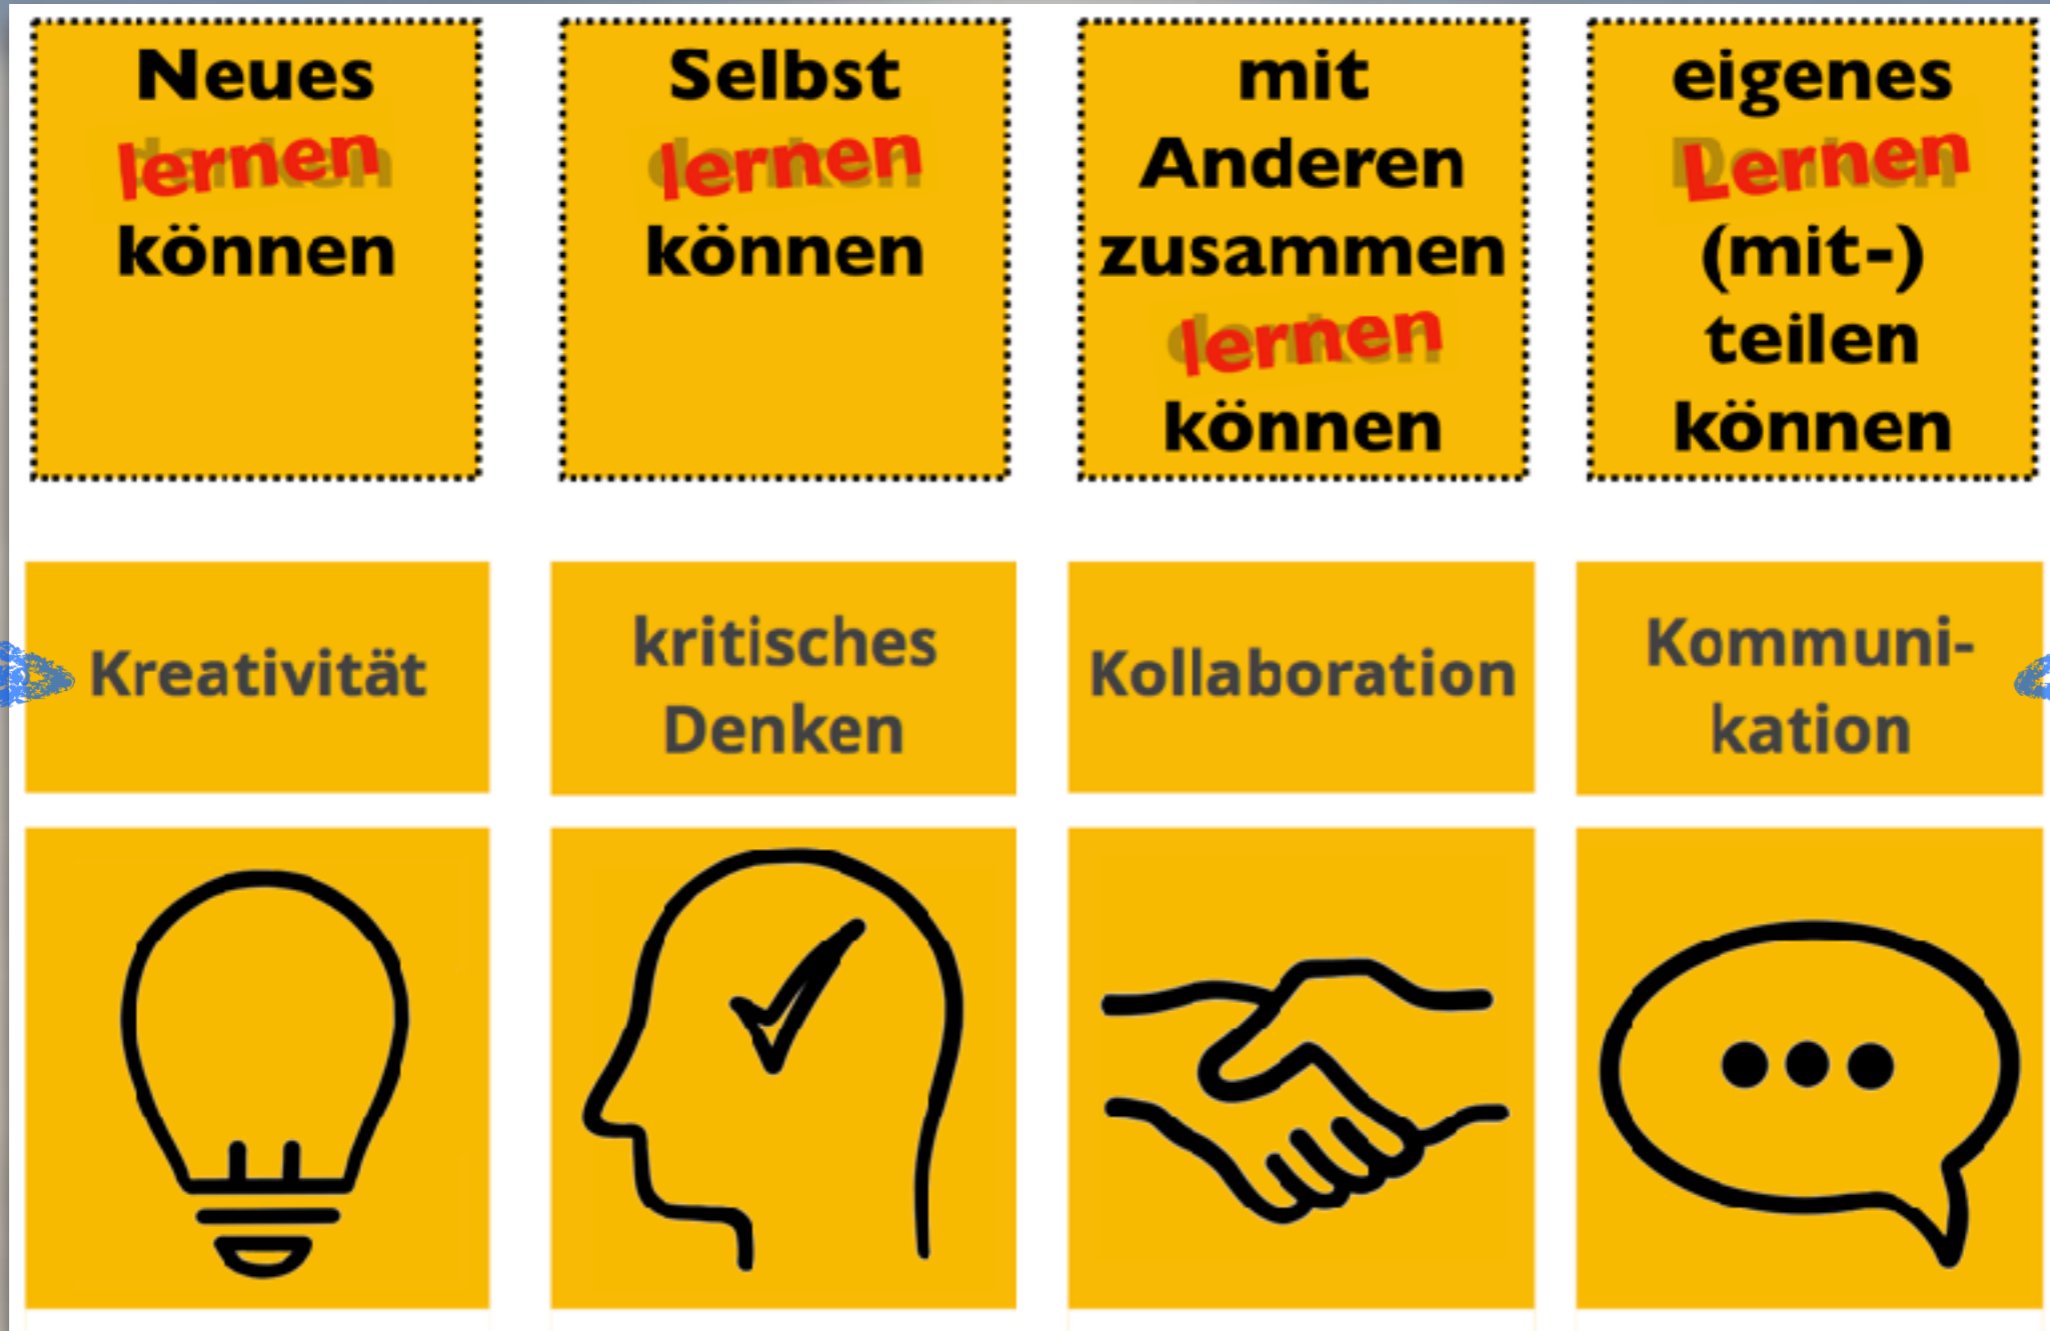 Neues
lernen
können
Selbst
lernen
können
mit
Anderen
zusammen
lernen
können
eigenes
Lernen
(mit-)
teilen
können
Kreativität
kritisches
Denken
Kollaboration
Kommuni-
kation